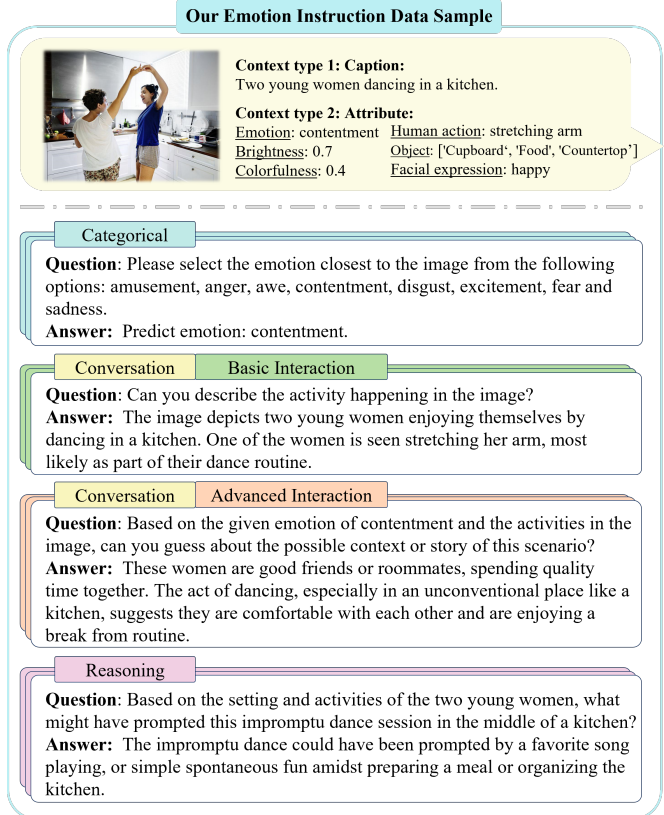 Our Emotion Instruction Data Sample
Context type 1: Caption:
Two young women dancing in a kitchen.
Context type 2: Attribute:
Emotion: contentment Human action: stretching arm
Brightness: 0.7 Object: ['Cupboard‘, 'Food', 'Countertop’]
Colorfulness: 0.4 Facial expression: happy
Categorical
Question: Please select the emotion closest to the image from the following
options: amusement, anger, awe, contentment, disgust, excitement, fear and
sadness.
Answer: Predict emotion: contentment.
Conversation Basic Interaction
Question: Can you describe the activity happening in the image?
Answer: The image depicts two young women enjoying themselves by
dancing in a kitchen. One of the women is seen stretching her arm, most
likely as part of their dance routine.
Conversation Advanced Interaction
Question: Based on the given emotion of contentment and the activities in the
image, can you guess about the possible context or story of this scenario?
Answer: These women are good friends or roommates, spending quality
time together. The act of dancing, especially in an unconventional place like a
kitchen, suggests they are comfortable with each other and are enjoying a
break from routine.
Reasoning
Question: Based on the setting and activities of the two young women, what
might have prompted this impromptu dance session in the middle of a kitchen?
Answer: The impromptu dance could have been prompted by a favorite song
playing, or simple spontaneous fun amidst preparing a meal or organizing the
kitchen.